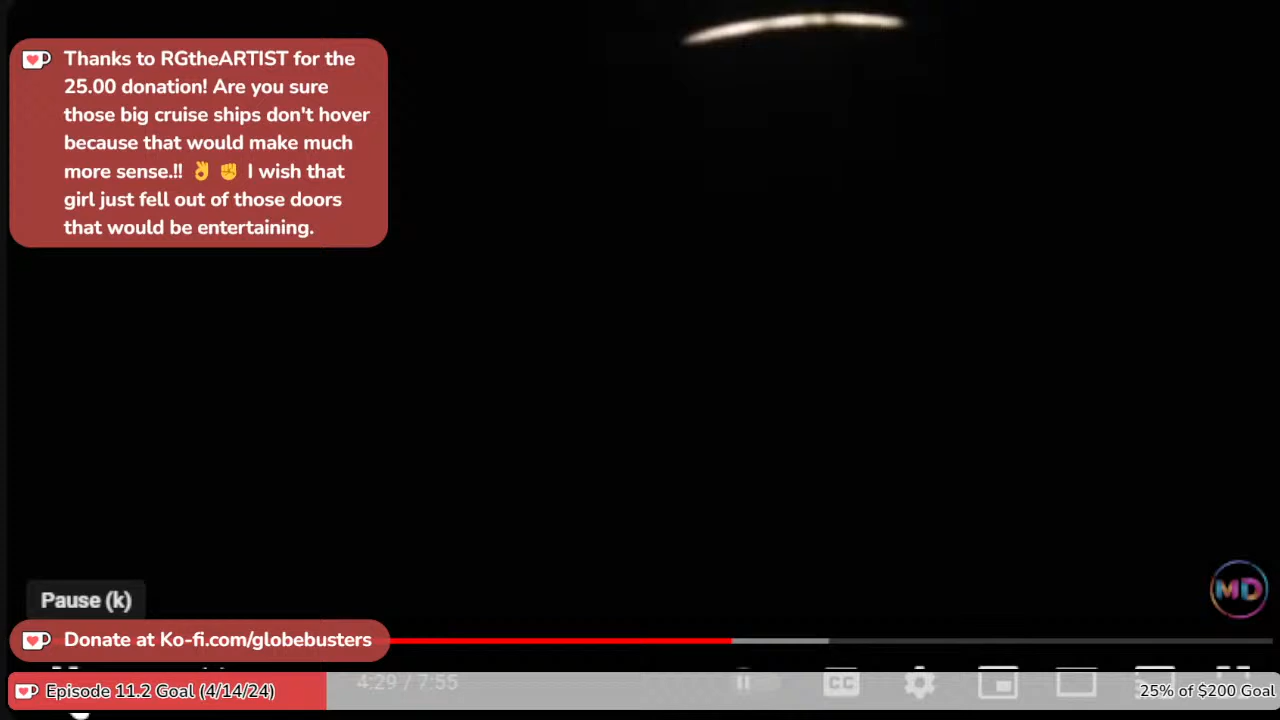 Thanks to RGtheARTIST for the
25.00 donation! Are you sure
those big cruise ships don't hover
because that would make much
more sense.!! 👌 ✊ I wish that
girl just fell out of those doors
that would be entertaining.
MD
Pause (k)
Donate at Ko-fi.com/globebusters
4:29 / 7:55
CC
Episode 11.2 Goal (4/14/24)
25% of $200 Goal